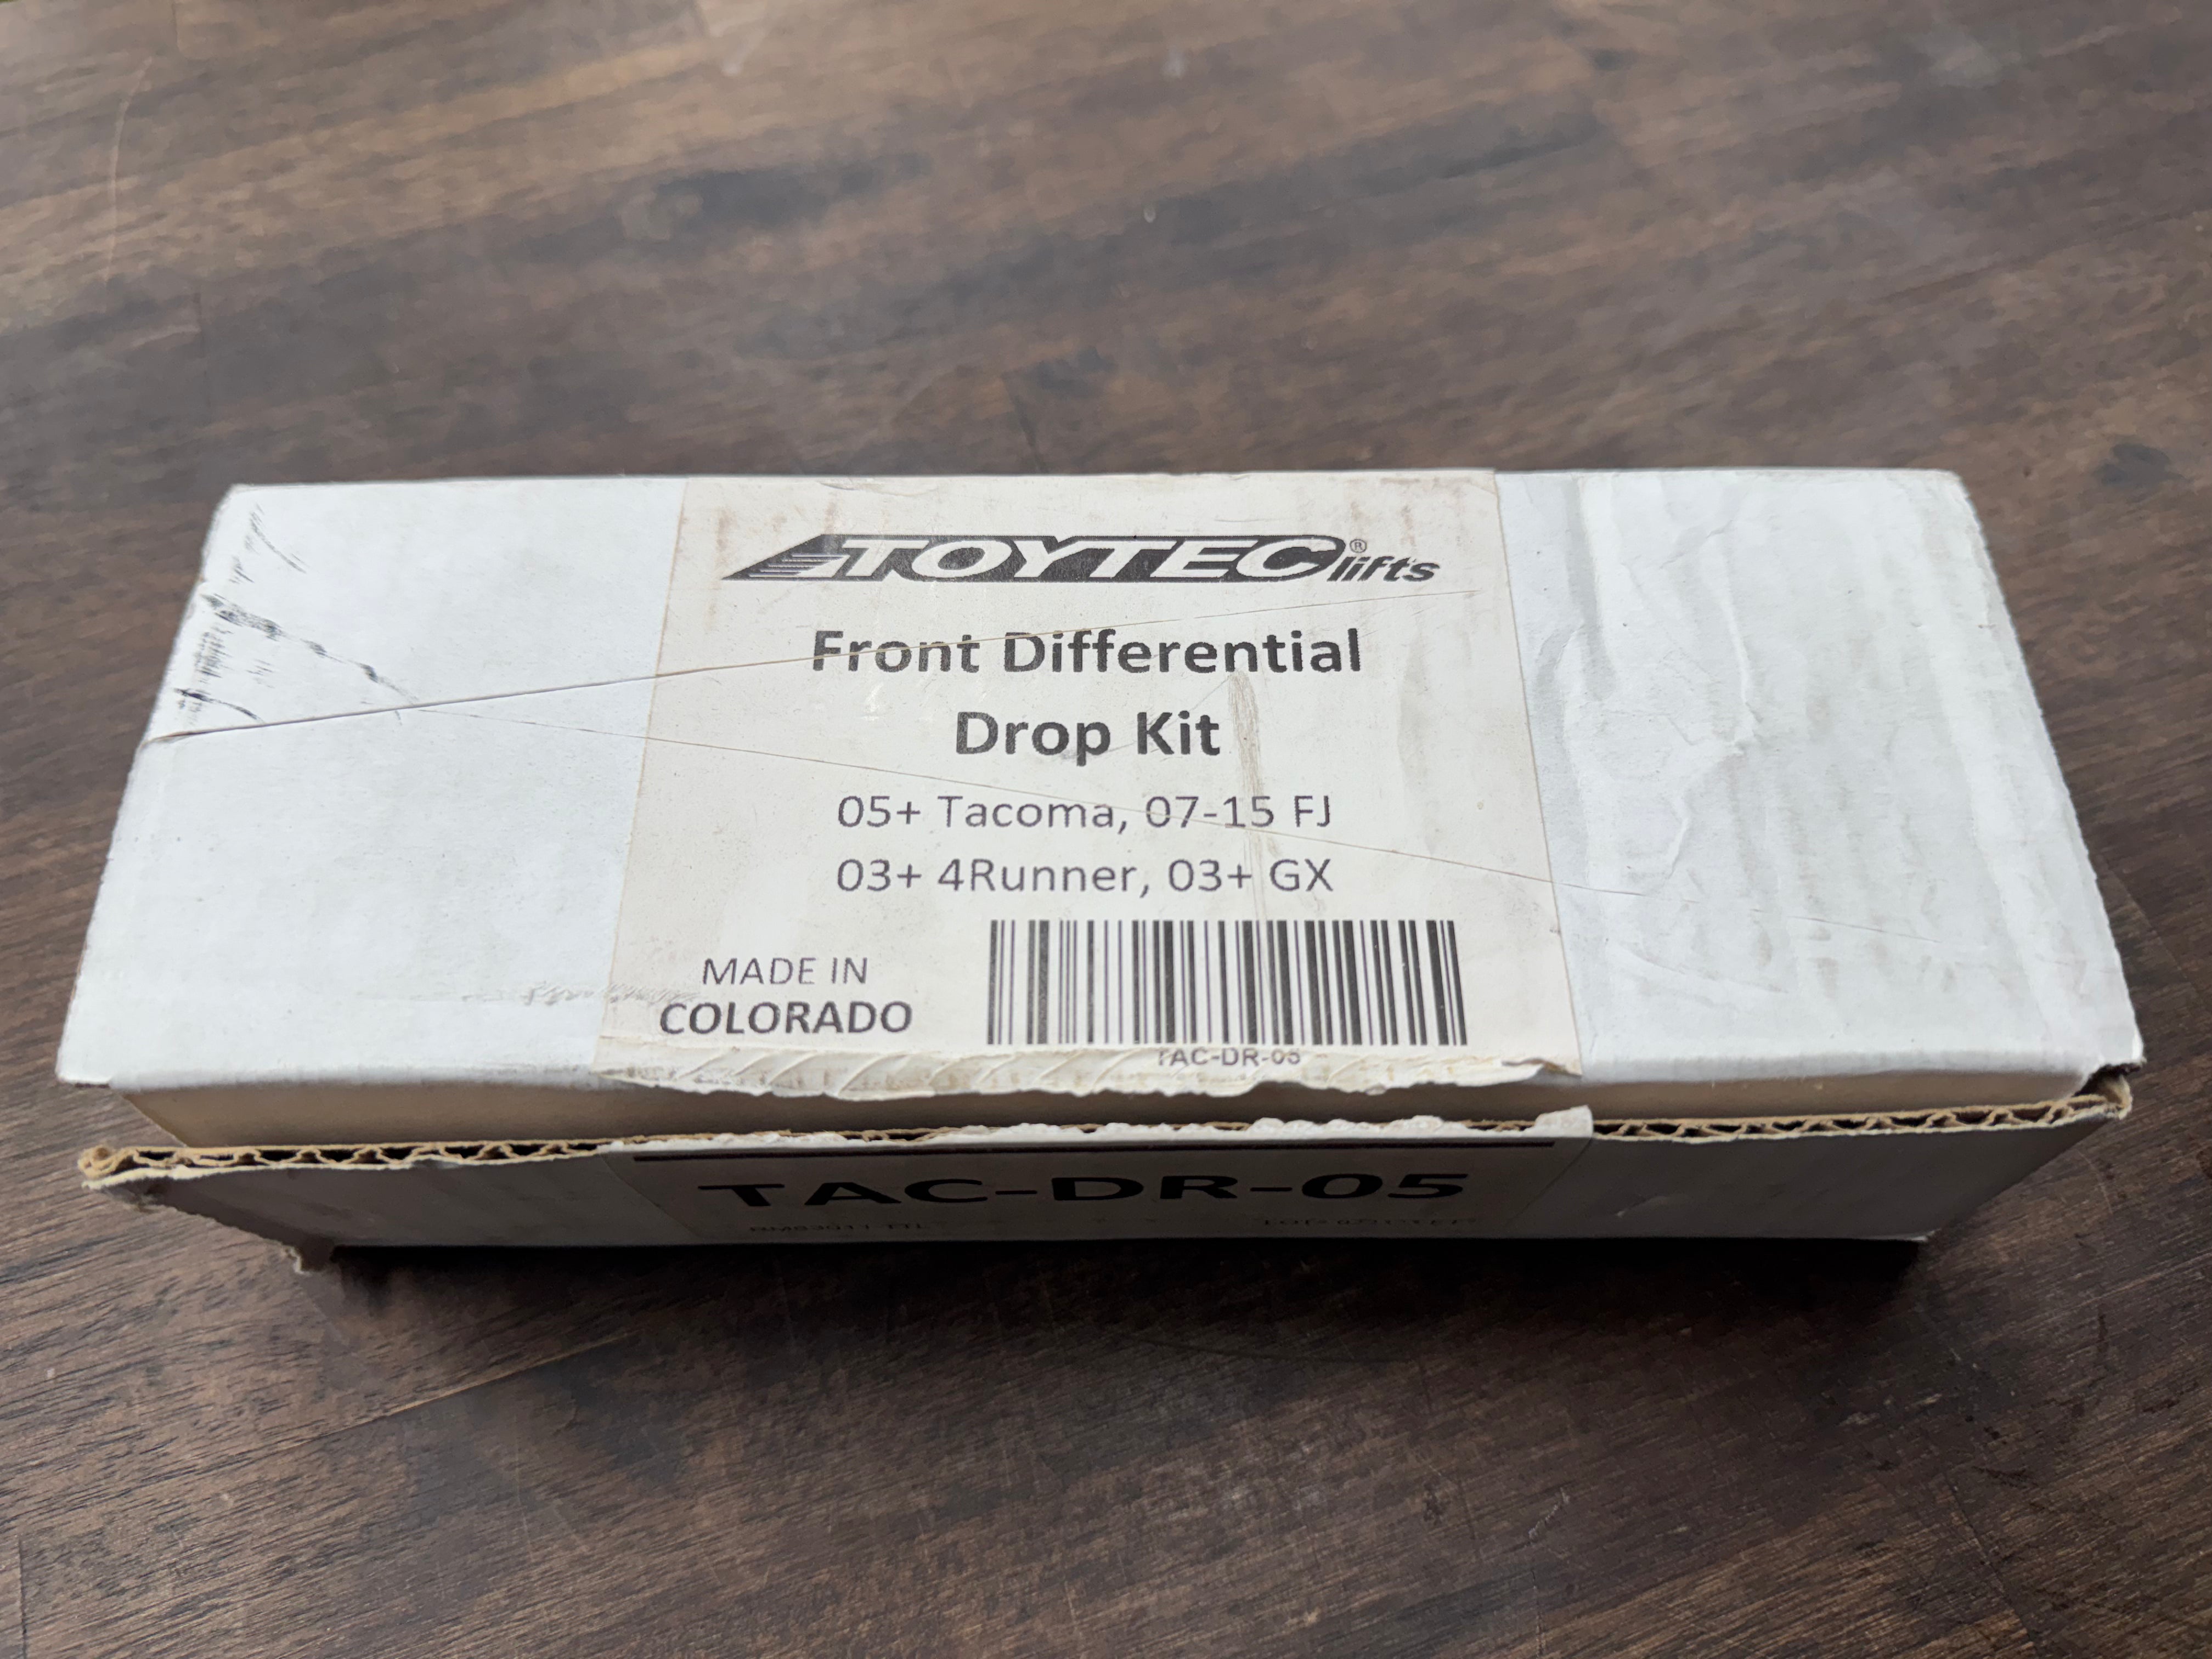 TOYTEC® lifts
Front Differential
Drop Kit
05+ Tacoma, 07-15 FJ
03+ 4Runner, 03+ GX
MADE IN
COLORADO
TAC-DR-05
TAC-DR-05